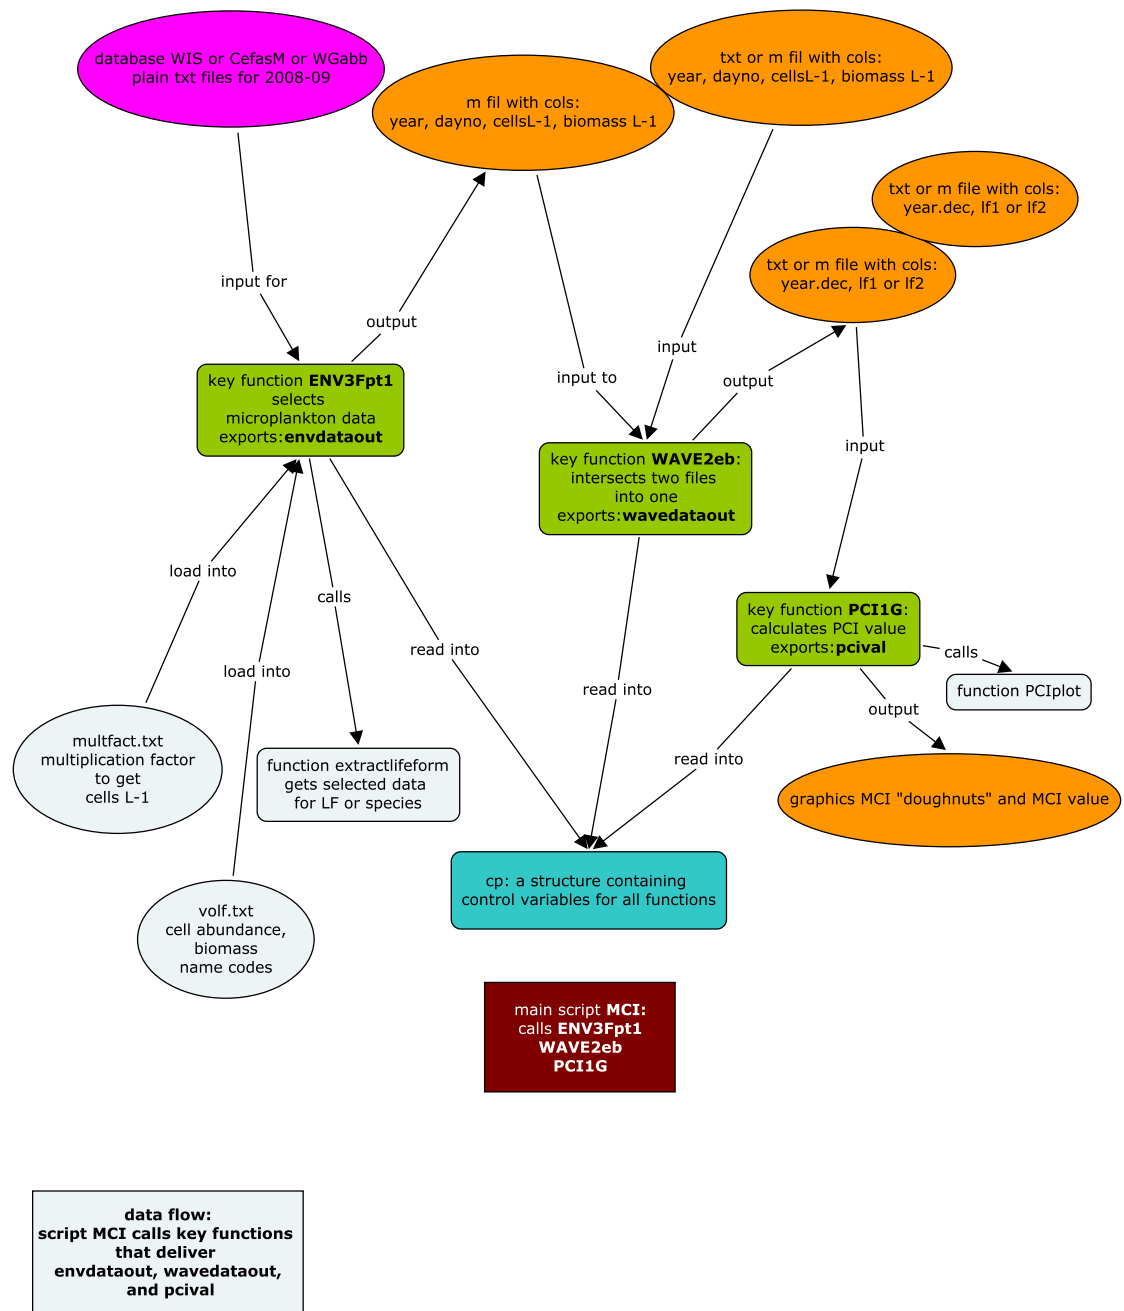 database WIS or CefasM or WGabb
plain txt files for 2008-09
m fil with cols:
year, dayno, cellsL-1, biomass L-1
txt or m fil with cols:
year, dayno, cellsL-1, biomass L-1
txt or m file with cols:
year.dec, lf1 or lf2
txt or m file with cols:
year.dec, lf1 or lf2
input for
output
input to
input
output
input
key function ENV3Fpt1
selects
microplankton data
exports:envdataout
key function WAVE2eb:
intersects two files
into one
exports:wavedataout
key function PCI1G:
calculates PCI value
exports:pcival
load into
calls
load into
read into
read into
read into
calls
output
function PCIplot
multfact.txt
multiplication factor
to get
cells L-1
function extractlifeform
gets selected data
for LF or species
graphics MCI "doughnuts" and MCI value
volf.txt
cell abundance,
biomass
name codes
cp: a structure containing
control variables for all functions
main script MCI:
calls ENV3Fpt1
WAVE2eb
PCI1G
data flow:
script MCI calls key functions
that deliver
envdataout, wavedataout,
and pcival